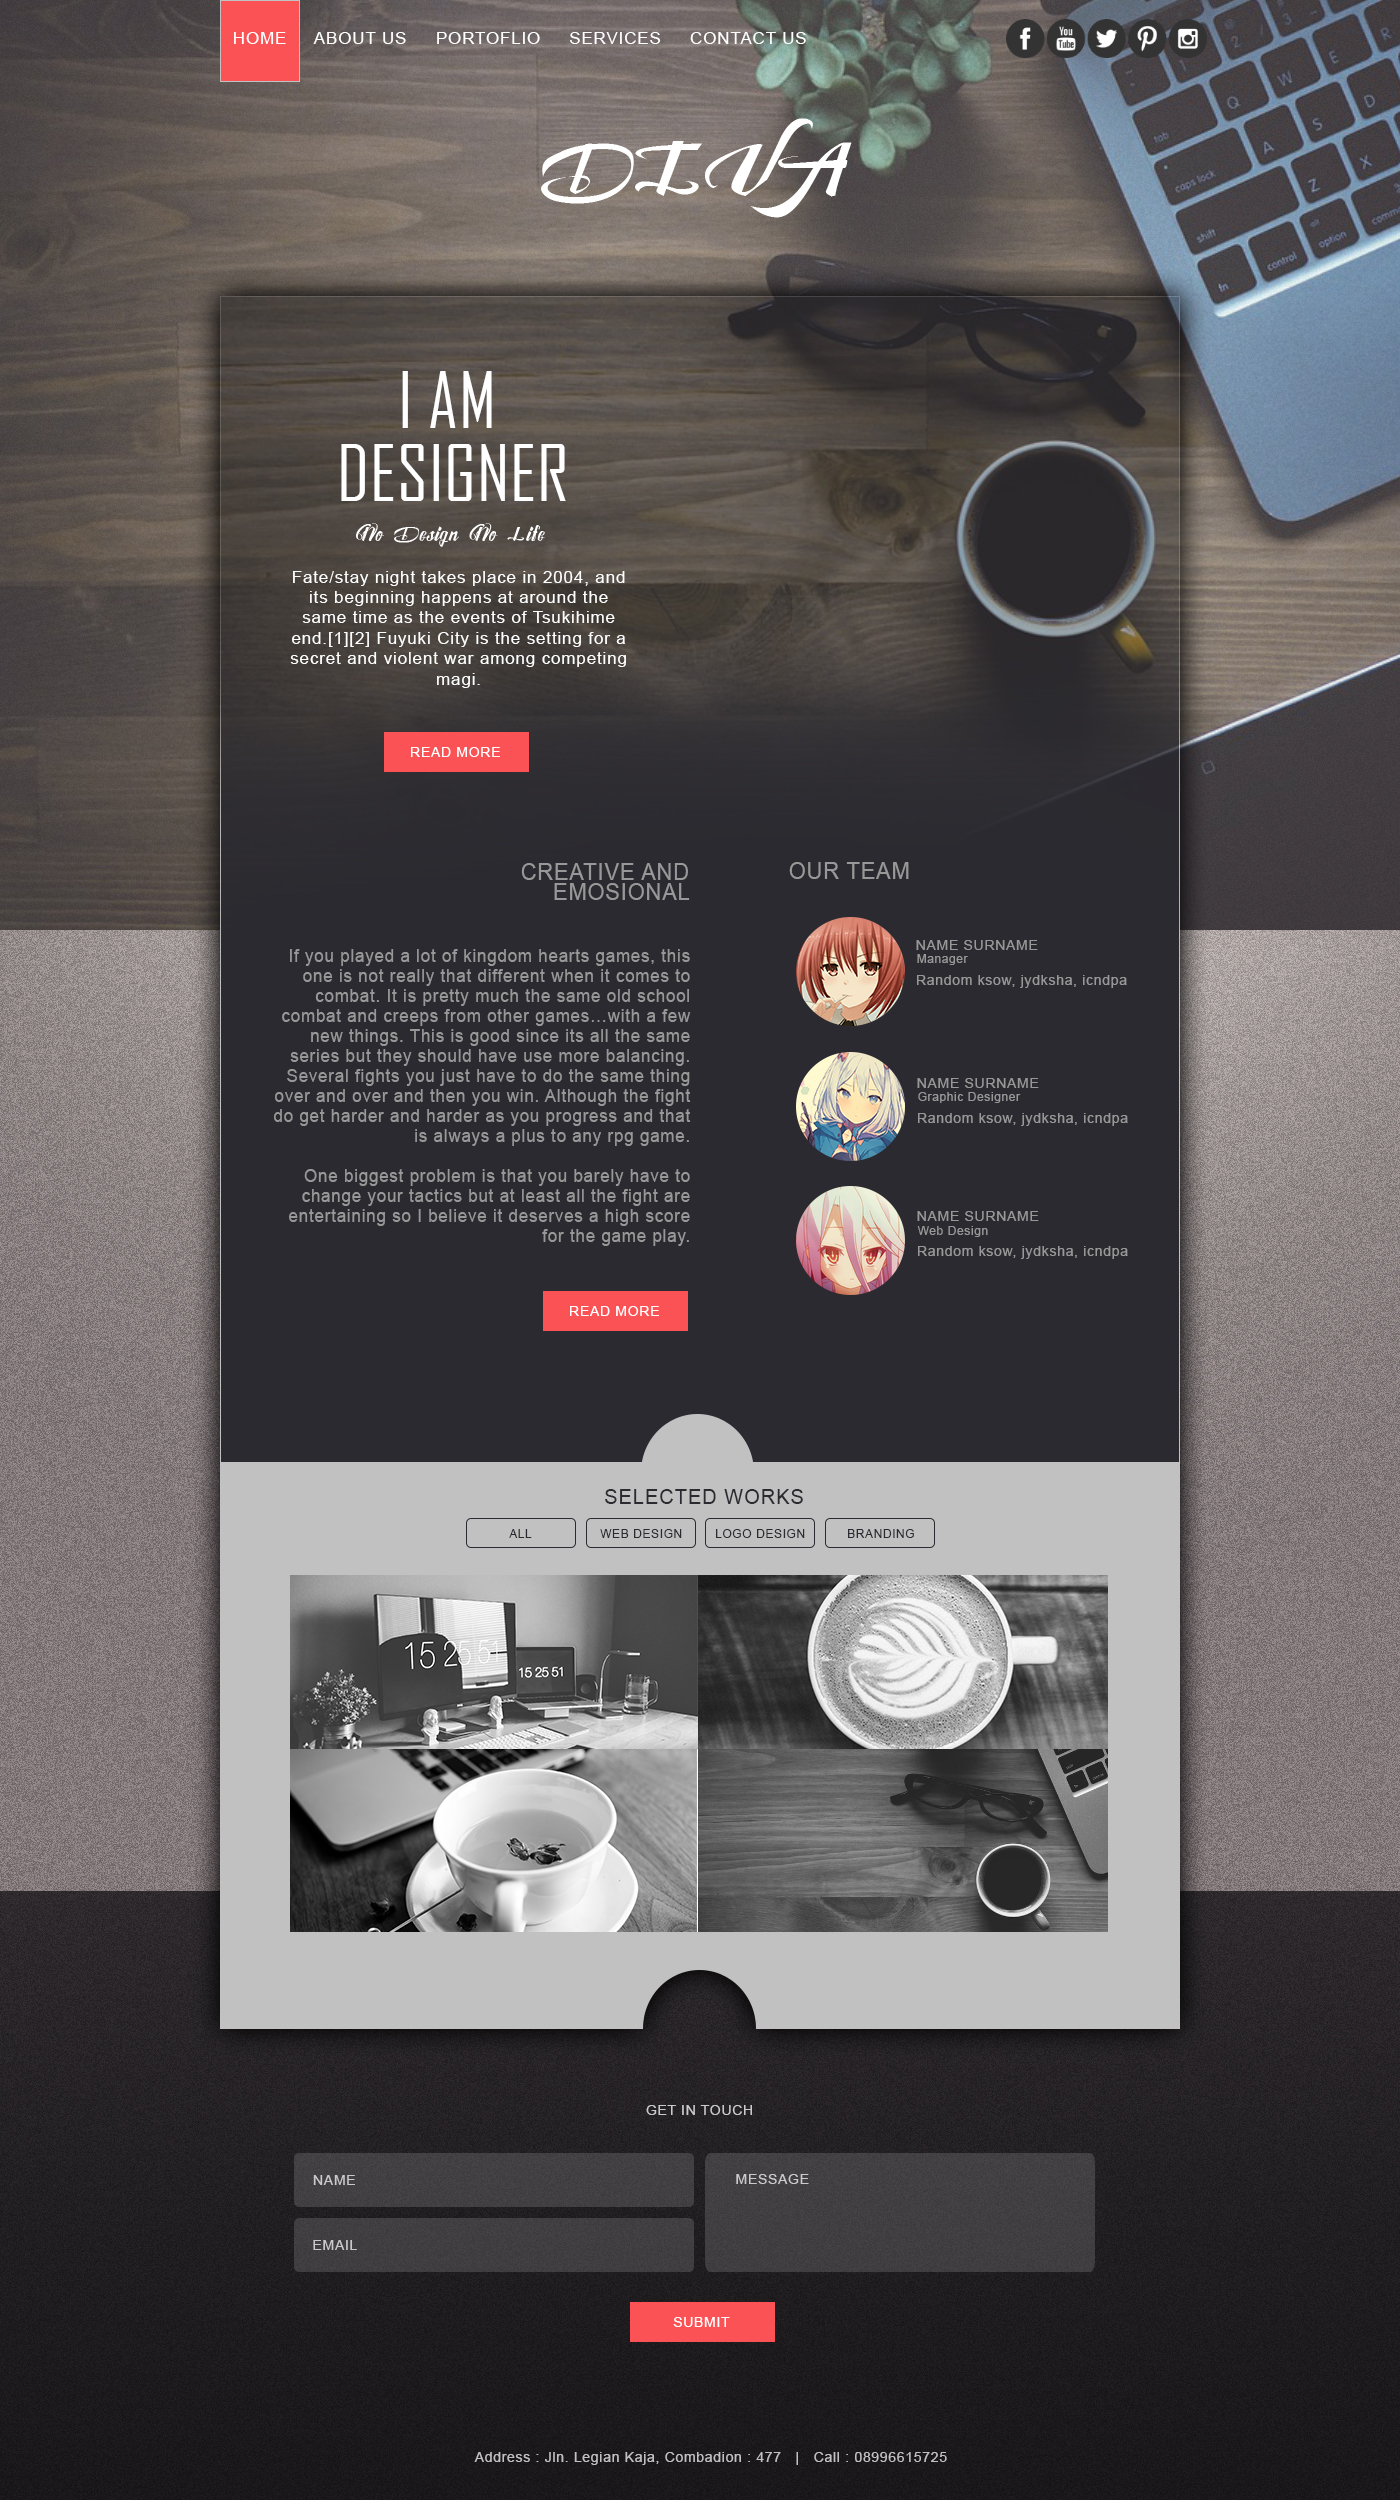 HOME ABOUT US PORTOFLIO SERVICES CONTACT US
You
Tube
DIVA
Q W E
tab A S D
caps lock Z X
shift alt
fn control option
I AM
DESIGNER
No Design No Life
Fate/stay night takes place in 2004, and
its beginning happens at around the
same time as the events of Tsukihime
end.[1][2] Fuyuki City is the setting for a
secret and violent war among competing
magi.
READ MORE
CREATIVE AND
EMOSIONAL
If you played a lot of kingdom hearts games, this
one is not really that different when it comes to
combat. It is pretty much the same old school
combat and creeps from other games...with a few
new things. This is good since its all the same
series but they should have use more balancing.
Several fights you just have to do the same thing
over and over and then you win. Although the fight
do get harder and harder as you progress and that
is always a plus to any rpg game.
One biggest problem is that you barely have to
change your tactics but at least all the fight are
entertaining so I believe it deserves a high score
for the game play.
READ MORE
OUR TEAM
NAME SURNAME
Manager
Random ksow, jydksha, icndpa
NAME SURNAME
Graphic Designer
Random ksow, jydksha, icndpa
NAME SURNAME
Web Design
Random ksow, jydksha, icndpa
SELECTED WORKS
ALL WEB DESIGN LOGO DESIGN BRANDING
15 25 51
15 25 51
GET IN TOUCH
NAME
EMAIL
MESSAGE
SUBMIT
Address : Jln. Legian Kaja, Combadion : 477 | Call : 08996615725